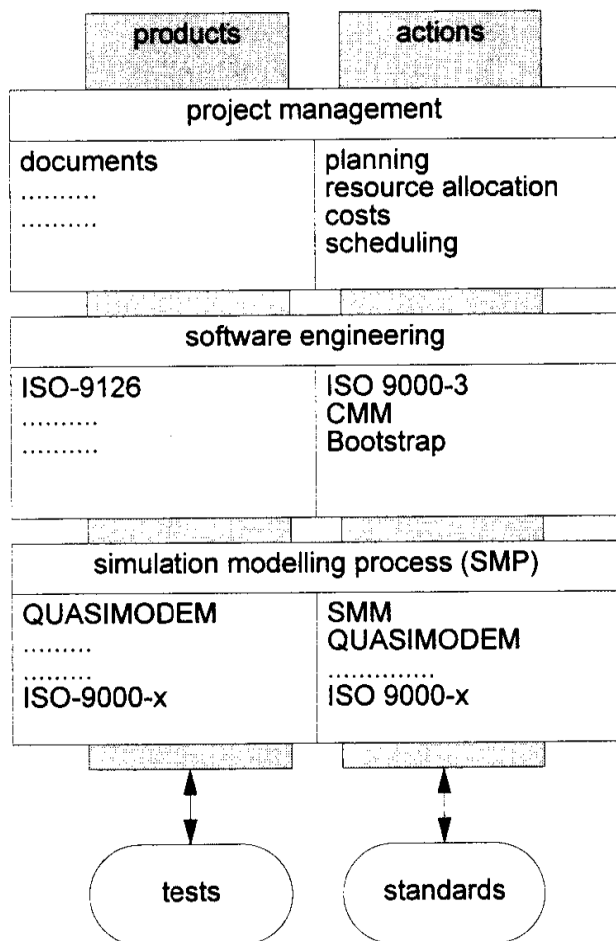 products
actions
project management
documents
..........
..........
planning
resource allocation
costs
scheduling
software engineering
ISO-9126
..........
..........
ISO 9000-3
CMM
Bootstrap
simulation modelling process (SMP)
QUASIMODEM
.........
.........
ISO-9000-x
SMM
QUASIMODEM
..............
ISO 9000-x
tests
standards